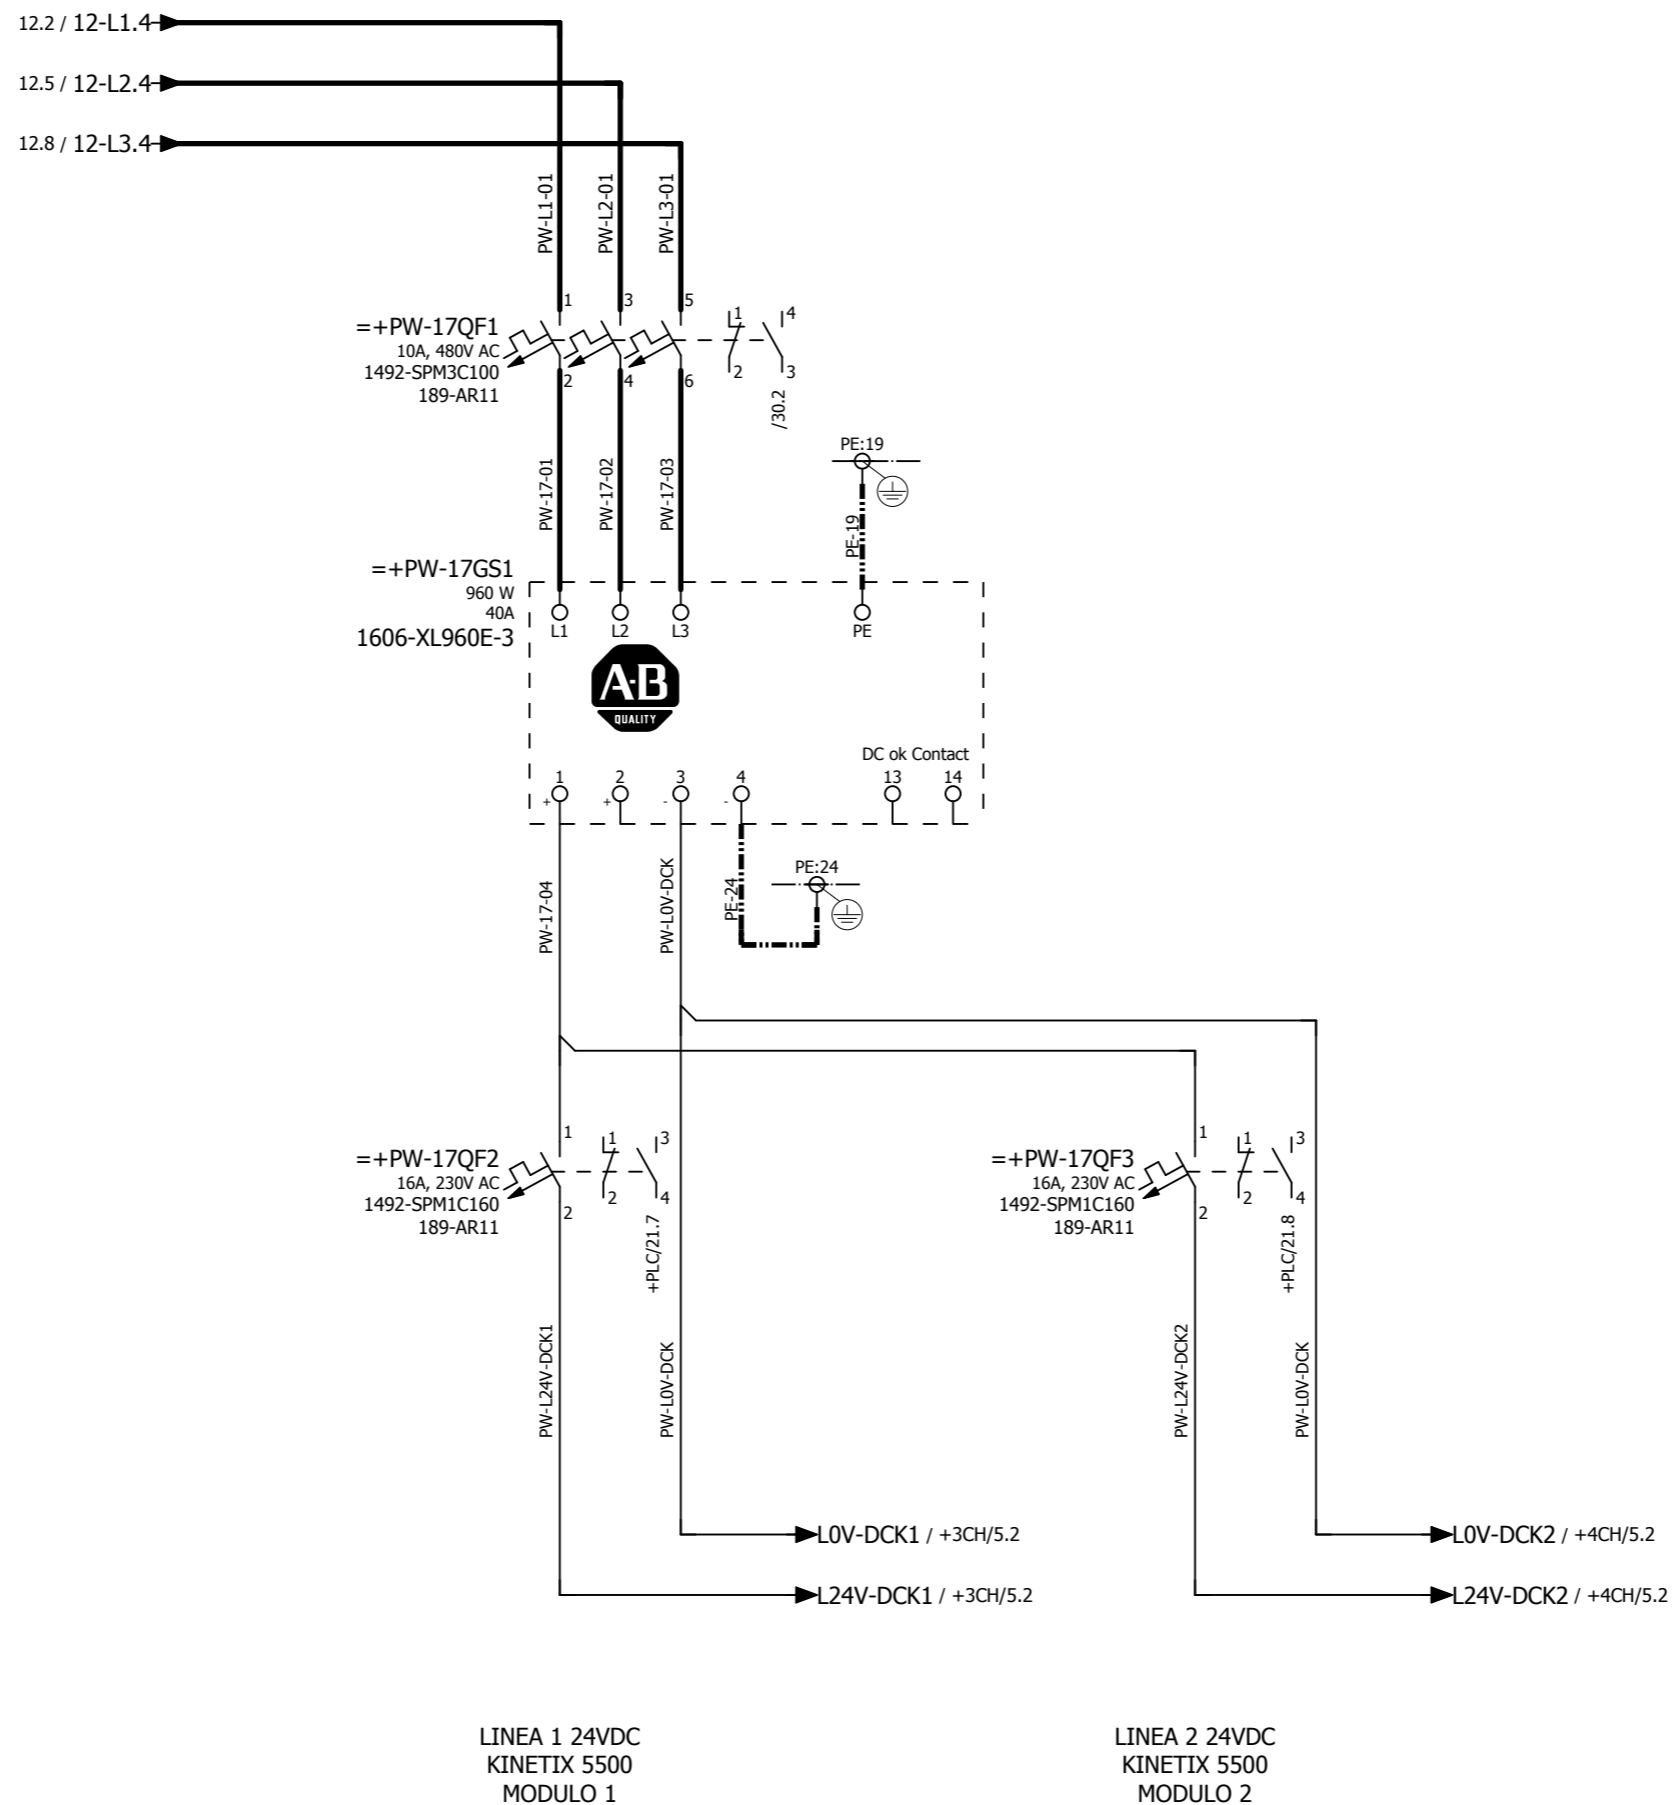 12.2 / 12-L1.4
12.5 / 12-L2.4
12.8 / 12-L3.4
PW-L1-01
PW-L2-01
PW-L3-01
1
3
5
1
4
=+PW-17QF1
10A, 480V AC
1492-SPM3C100
189-AR11
2
4
6
2
3
/30.2
PE:19
PW-17-01
PW-17-02
PW-17-03
PE-19
=+PW-17GS1
960 W
40A
1606-XL960E-3
L1
L2
L3
PE
A-B
QUALITY
DC ok Contact
1
2
3
4
13
14
+
+
-
-
PE:24
PW-17-04
PW-L0V-DCK
PE-24
1
1
3
=+PW-17QF2
16A, 230V AC
1492-SPM1C160
189-AR11
2
2
4
+PLC/21.7
1
1
3
=+PW-17QF3
16A, 230V AC
1492-SPM1C160
189-AR11
2
2
4
+PLC/21.8
PW-L24V-DCK1
PW-L0V-DCK
PW-L24V-DCK2
PW-L0V-DCK
L0V-DCK1 / +3CH/5.2
L0V-DCK2 / +4CH/5.2
L24V-DCK1 / +3CH/5.2
L24V-DCK2 / +4CH/5.2
LINEA 1 24VDC
KINETIX 5500
MODULO 1
LINEA 2 24VDC
KINETIX 5500
MODULO 2